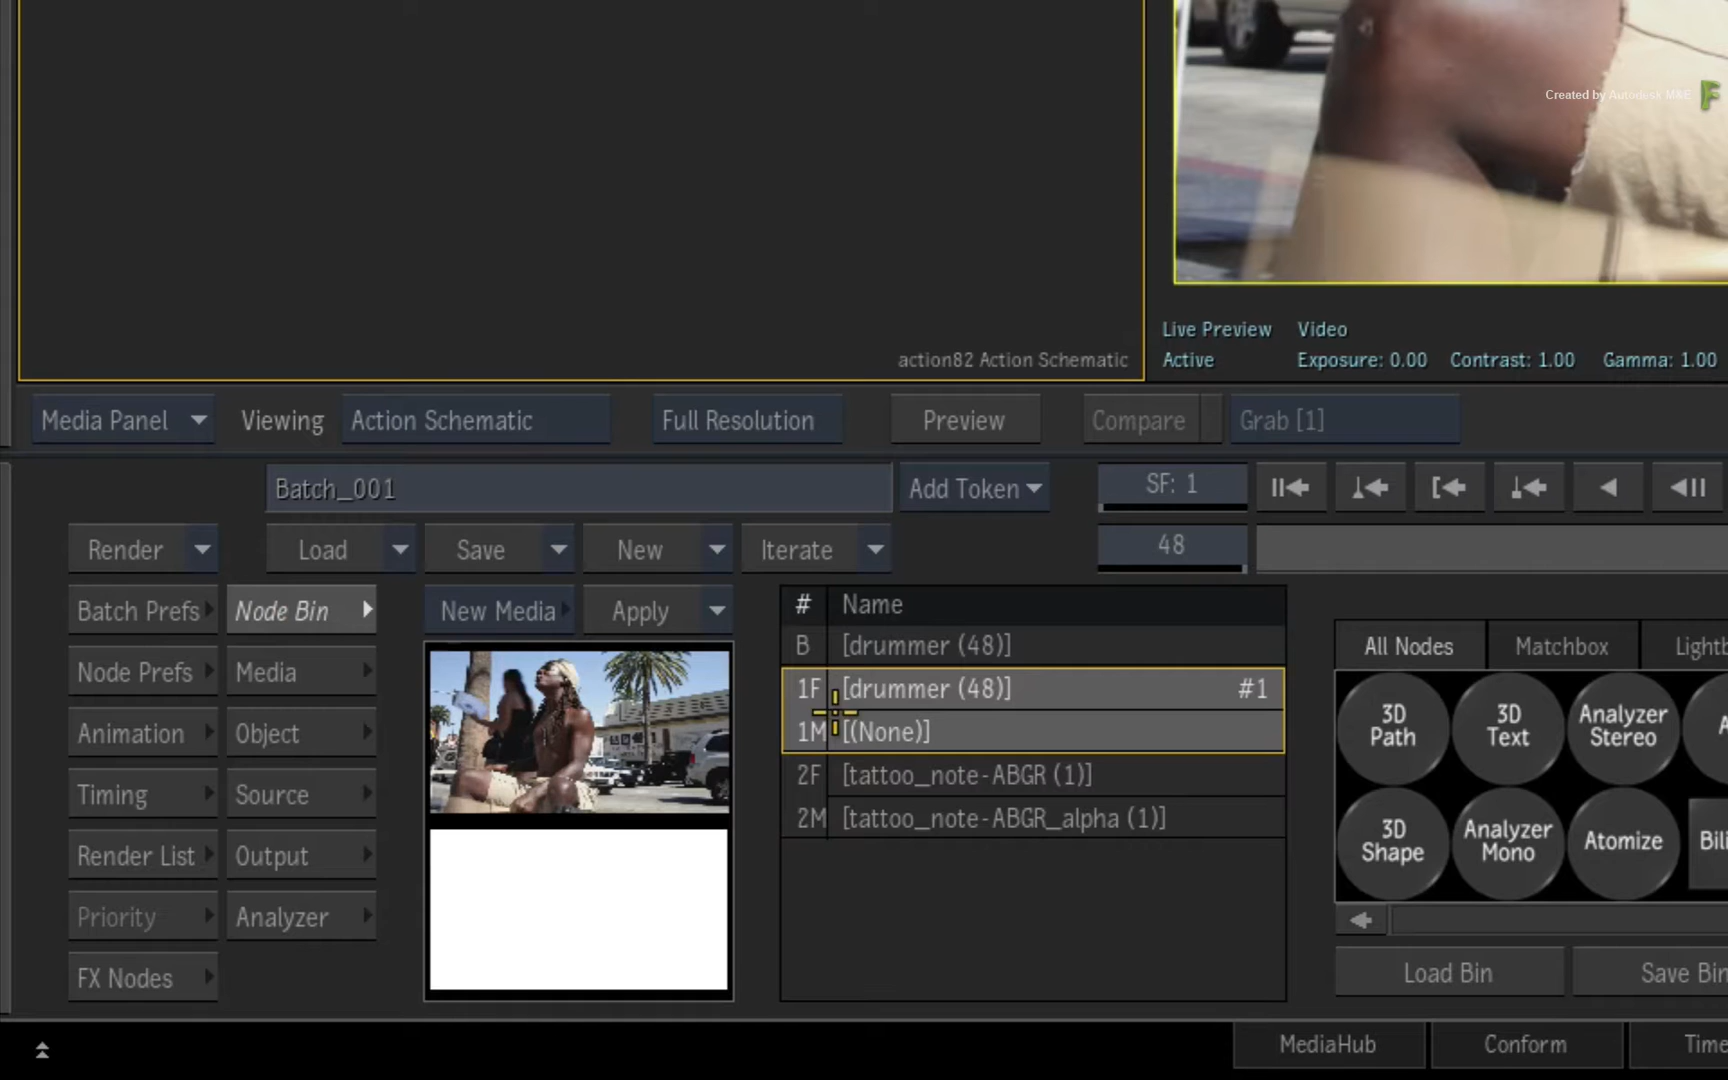 Created by Autodesk M&E
action82 Action Schematic
Live Preview Video
Active Exposure: 0.00 Contrast: 1.00 Gamma: 1.00
Media Panel Viewing Action Schematic Full Resolution Preview Compare Grab [1]
Batch_001 Add Token SF: 1
Render Load Save New Iterate 48
Batch Prefs Node Bin New Media Apply # Name
B [drummer (48)] All Nodes Matchbox
Node Prefs Media 1F [drummer (48)] #1
Animation Object 1M [(None)] 3D Path 3D Text Analyzer Stereo
Timing Source 2F [tattoo_note-ABGR (1)]
2M [tattoo_note-ABGR_alpha (1)]
Render List Output 3D Shape Analyzer Mono Atomize
Priority Analyzer
FX Nodes Load Bin Save Bin
MediaHub Conform